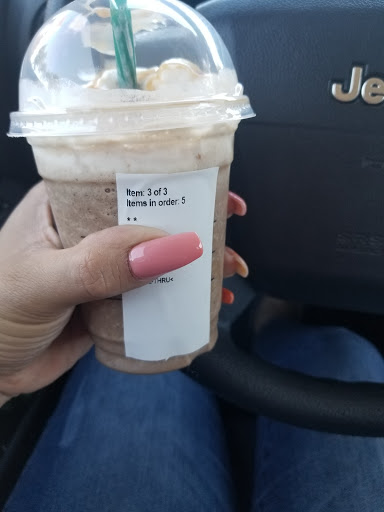 Je
Item: 3 of 3
Items in order: 5
* *
THRU<